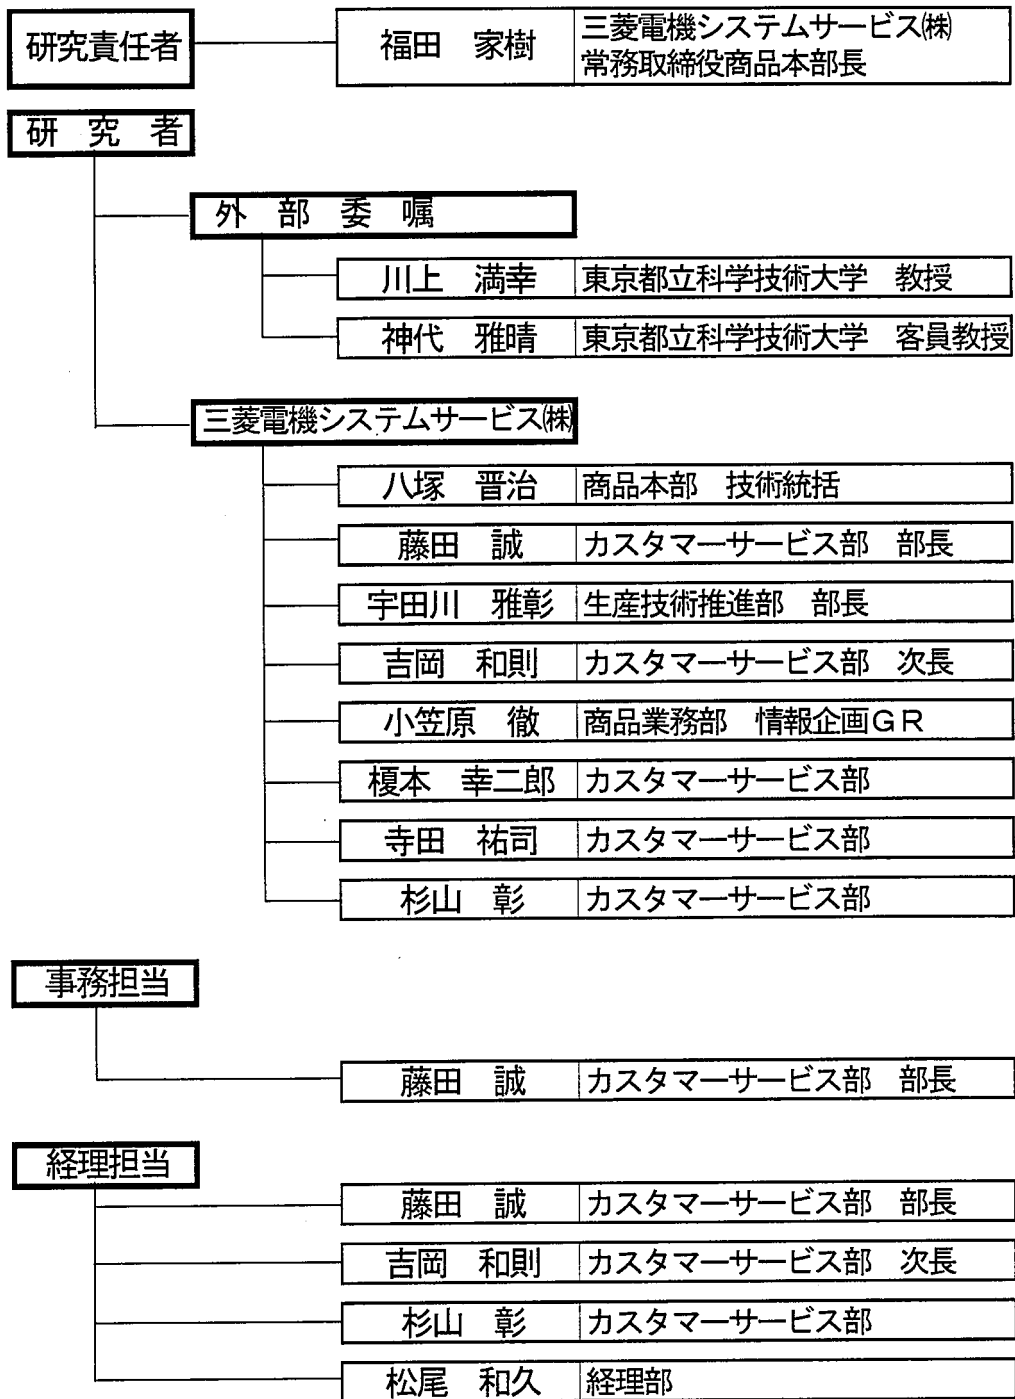 研究責任者　福田　家樹　三菱電機システムサービス㈱
常務取締役商品本部長
研　究　者
外　部　委　嘱
川上　満幸　東京都立科学技術大学　教授
神代　雅晴　東京都立科学技術大学　客員教授
三菱電機システムサービス㈱
八塚　晋治　商品本部　技術統括
藤田　誠　カスタマーサービス部　部長
宇田川　雅彰　生産技術推進部　部長
吉岡　和則　カスタマーサービス部　次長
小笠原　徹　商品業務部　情報企画ＧＲ
榎本　幸二郎　カスタマーサービス部
寺田　祐司　カスタマーサービス部
杉山　彰　カスタマーサービス部
事務担当
藤田　誠　カスタマーサービス部　部長
経理担当
藤田　誠　カスタマーサービス部　部長
吉岡　和則　カスタマーサービス部　次長
杉山　彰　カスタマーサービス部
松尾　和久　経理部